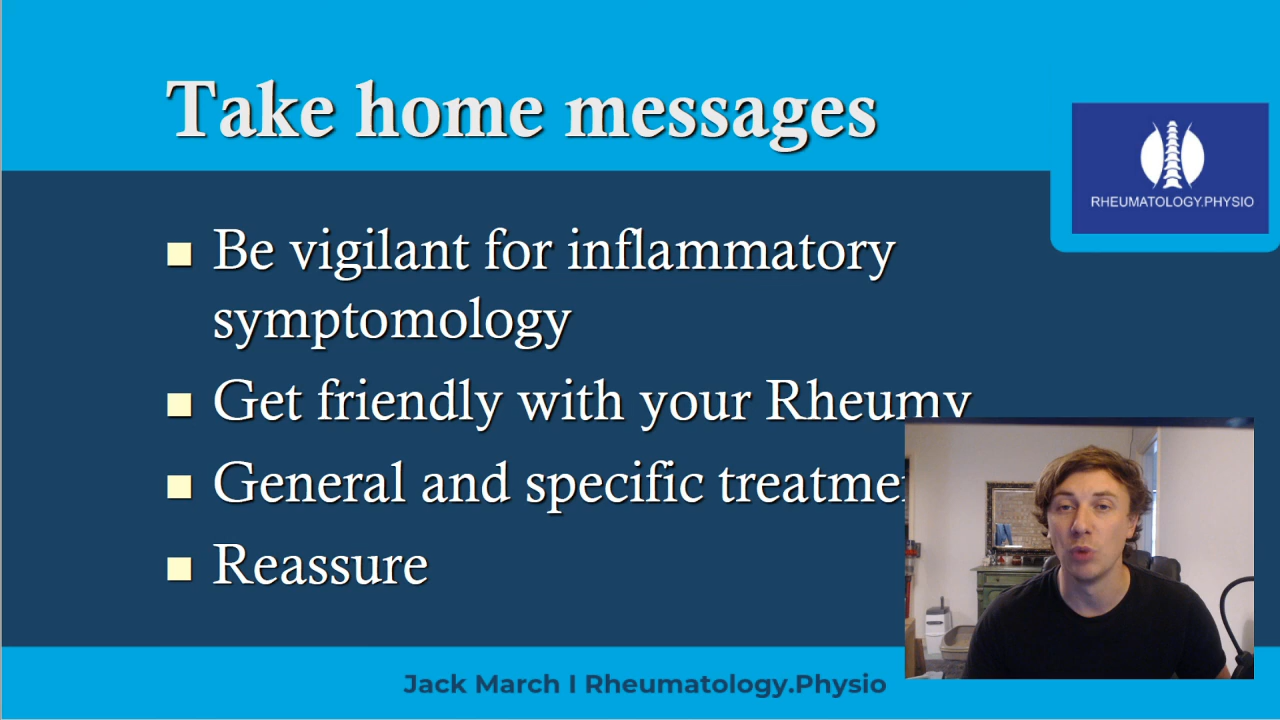 Take home messages
RHEUMATOLOGY.PHYSIO
Be vigilant for inflammatory
symptomology
Get friendly with your Rheumy
General and specific
Reassure
Jack March I Rheumatology.Physio